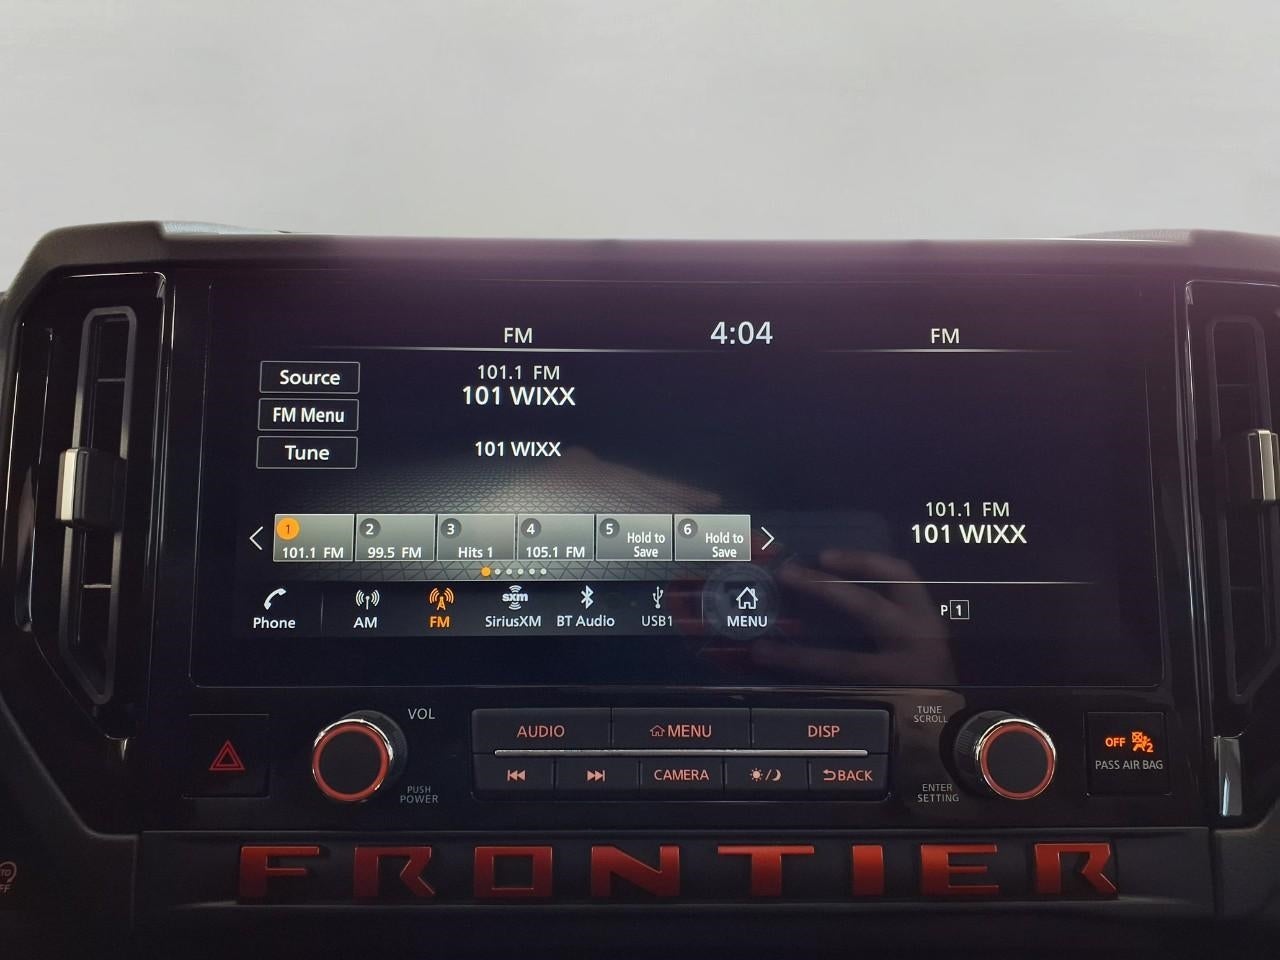 FM
4:04
FM
Source
FM Menu
Tune
101.1 FM
101 WIXX
101 WIXX
1
101.1 FM
2
99.5 FM
3
Hits 1
4
105.1 FM
5
Hold to
Save
6
Hold to
Save
101.1 FM
101 WIXX
P 1
Phone
AM
FM
sxm
SiriusXM
BT Audio
USB1
MENU
VOL
PUSH
POWER
AUDIO
MENU
DISP
CAMERA
BACK
TUNE
SCROLL
ENTER
SETTING
OFF 2
PASS AIR BAG
FRONTIER